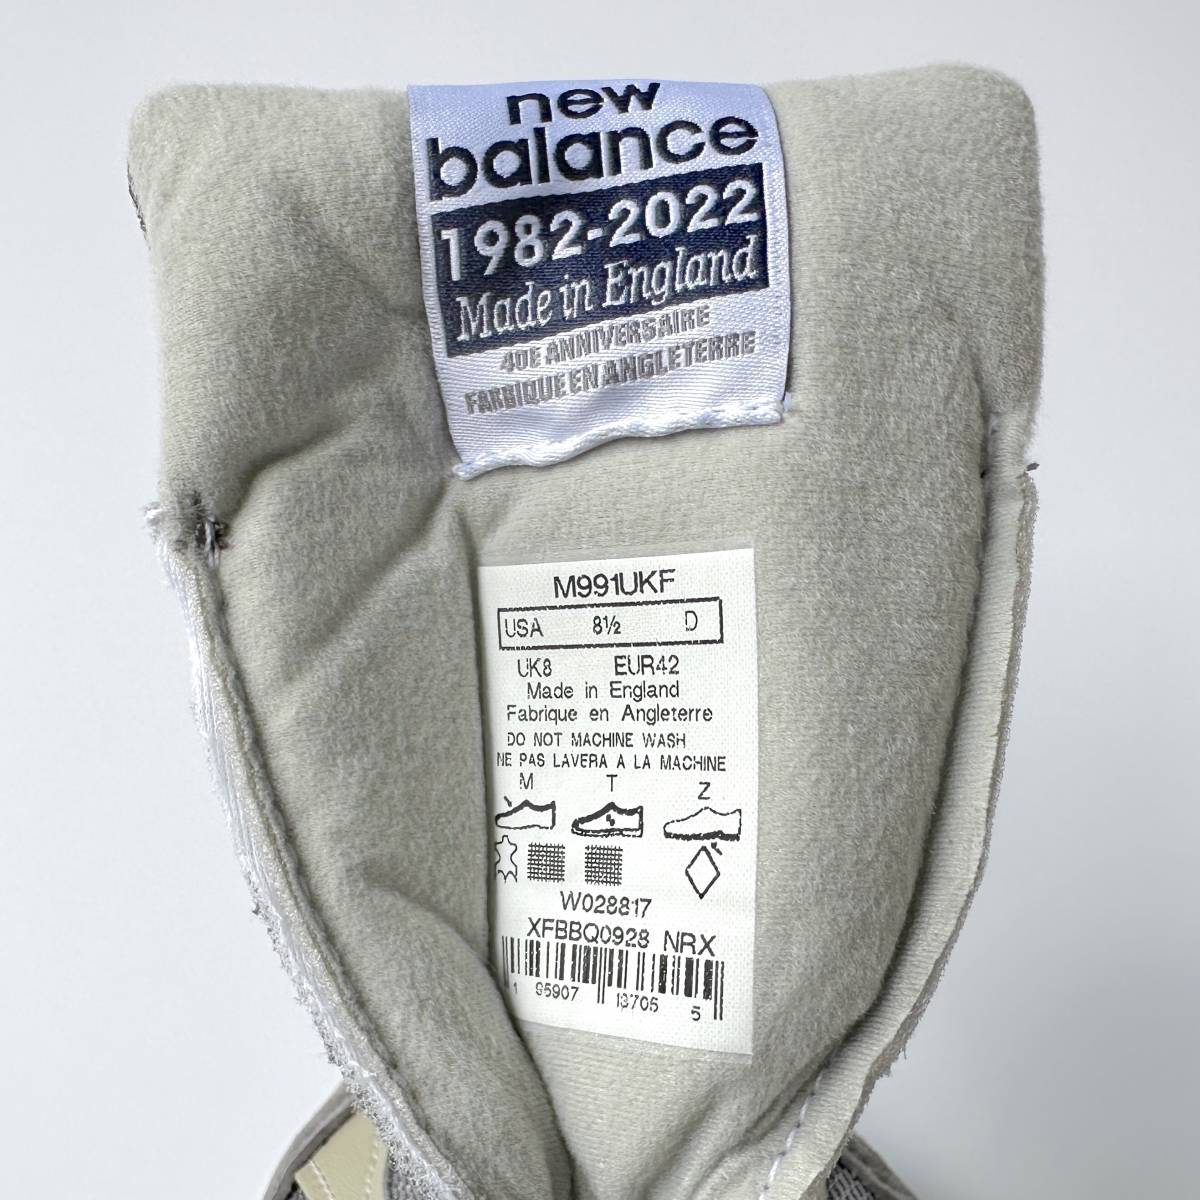 new
balance
1982-2022
Made in England
40E ANNIVERSAIRE
FABRIQUE EN ANGLETERRE
M991UKF
USA 8½ D
UK8 EUR42
Made in England
Fabrique en Angleterre
DO NOT MACHINE WASH
NE PAS LAVERA A LA MACHINE
M T Z
W028817
XFBBQ0928 NRX
1 95907 13705 5